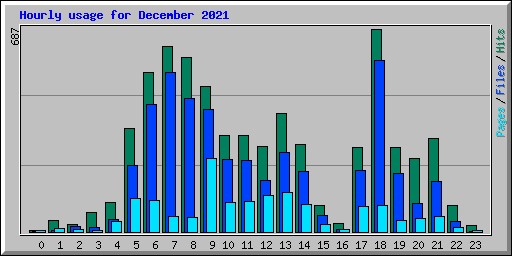 Hourly usage for December 2021
687
Pages / Files / Hits
0 1 2 3 4 5 6 7 8 9 10 11 12 13 14 15 16 17 18 19 20 21 22 23